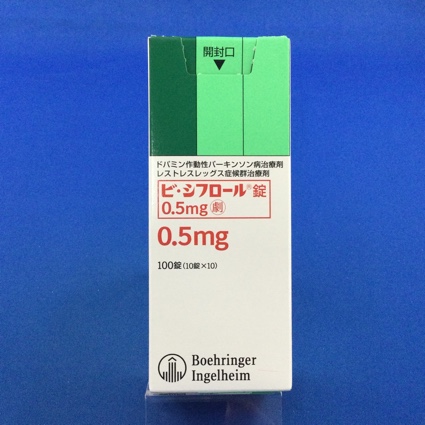 開封口
▼
ドパミン作動性パーキンソン病治療剤
レストレスレッグス症候群治療剤
ビ・シフロール®錠
0.5mg 劇
0.5mg
100錠(10錠×10)
Boehringer
Ingelheim